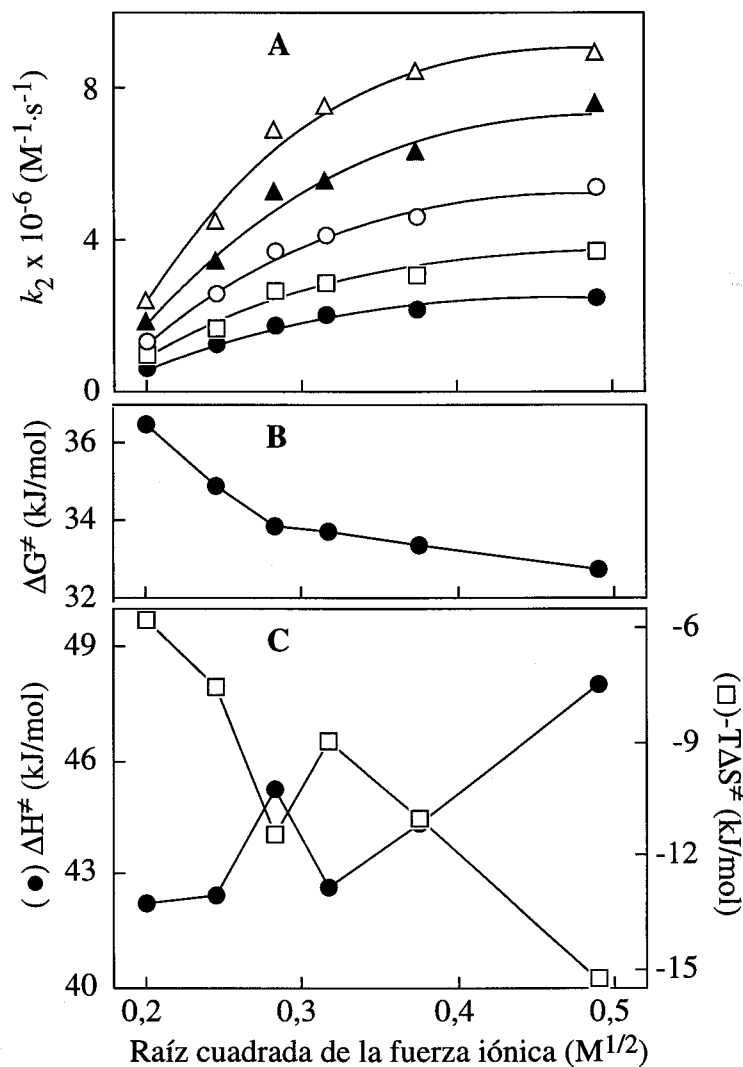 A
8
4
0
k₂ x 10⁻⁶ (M⁻¹·s⁻¹)
B
36
34
32
ΔG≠ (kJ/mol)
C
49
46
43
40
(●) ΔH≠ (kJ/mol)
-6
-9
-12
-15
(□)-TΔS≠ (kJ/mol)
0,2 0,3 0,4 0,5
Raíz cuadrada de la fuerza iónica (M¹/²)